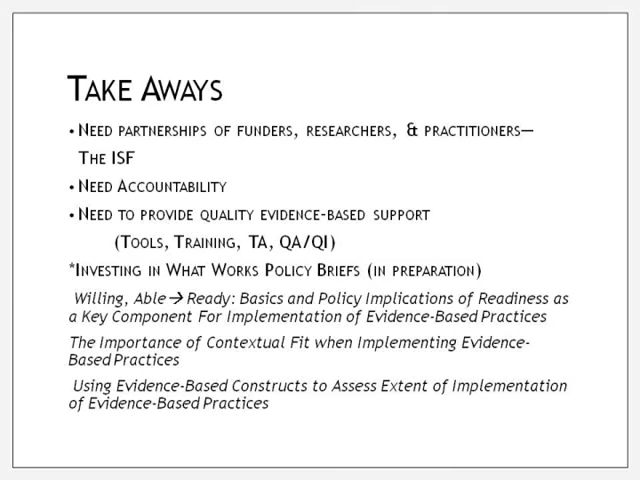 Take Aways
• Need partnerships of funders, researchers, & practitioners—
The ISF
• Need Accountability
• Need to provide quality evidence-based support
(Tools, Training, TA, QA/QI)
*Investing in What Works Policy Briefs (in preparation)
Willing, Able→ Ready: Basics and Policy Implications of Readiness as
a Key Component For Implementation of Evidence-Based Practices
The Importance of Contextual Fit when Implementing Evidence-
Based Practices
Using Evidence-Based Constructs to Assess Extent of Implementation
of Evidence-Based Practices